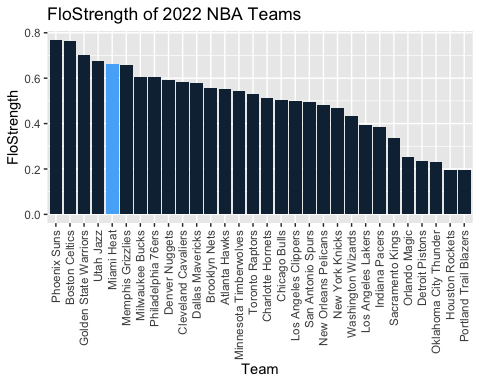 FloStrength of 2022 NBA Teams
FloStrength
0.8
0.6
0.4
0.2
0.0
Phoenix Suns
Boston Celtics
Golden State Warriors
Utah Jazz
Miami Heat
Memphis Grizzlies
Milwaukee Bucks
Philadelphia 76ers
Denver Nuggets
Cleveland Cavaliers
Dallas Mavericks
Brooklyn Nets
Atlanta Hawks
Minnesota Timberwolves
Toronto Raptors
Charlotte Hornets
Chicago Bulls
Los Angeles Clippers
San Antonio Spurs
New Orleans Pelicans
New York Knicks
Washington Wizards
Los Angeles Lakers
Indiana Pacers
Sacramento Kings
Orlando Magic
Detroit Pistons
Oklahoma City Thunder
Houston Rockets
Portland Trail Blazers
Team